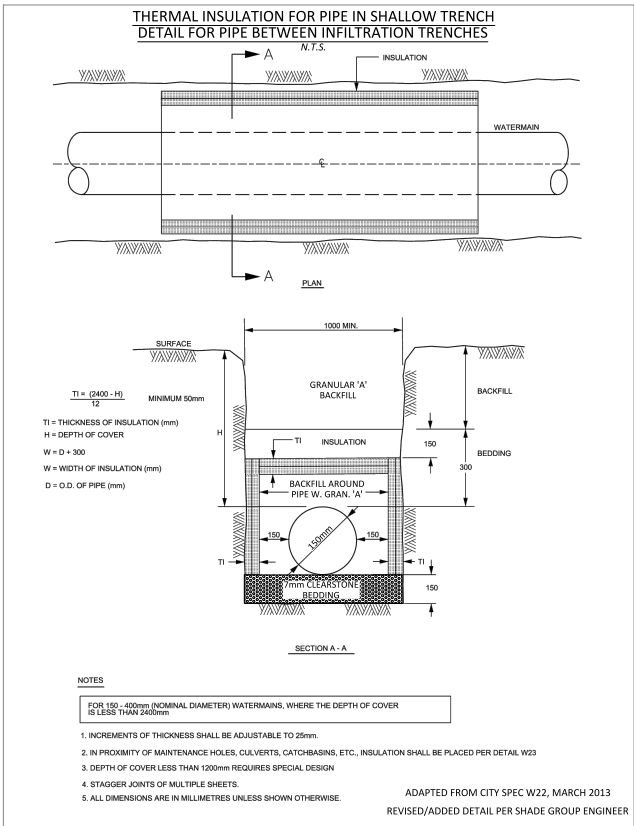 THERMAL INSULATION FOR PIPE IN SHALLOW TRENCH
DETAIL FOR PIPE BETWEEN INFILTRATION TRENCHES
N.T.S.
A
INSULATION
WATERMAIN
℄
A
PLAN
1000 MIN.
SURFACE
GRANULAR 'A'
BACKFILL
BACKFILL
TI = (2400 - H)
12
MINIMUM 50mm
TI = THICKNESS OF INSULATION (mm)
H = DEPTH OF COVER
W = D + 300
W = WIDTH OF INSULATION (mm)
D = O.D. OF PIPE (mm)
H
TI
INSULATION
150
BEDDING
300
BACKFILL AROUND
PIPE W. GRAN. 'A'
150
150mm
150
TI
TI
7mm CLEARSTONE
BEDDING
150
SECTION A - A
NOTES
FOR 150 - 400mm (NOMINAL DIAMETER) WATERMAINS, WHERE THE DEPTH OF COVER
IS LESS THAN 2400mm
1. INCREMENTS OF THICKNESS SHALL BE ADJUSTABLE TO 25mm.
2. IN PROXIMITY OF MAINTENANCE HOLES, CULVERTS, CATCHBASINS, ETC., INSULATION SHALL BE PLACED PER DETAIL W23
3. DEPTH OF COVER LESS THAN 1200mm REQUIRES SPECIAL DESIGN
4. STAGGER JOINTS OF MULTIPLE SHEETS.
5. ALL DIMENSIONS ARE IN MILLIMETRES UNLESS SHOWN OTHERWISE.
ADAPTED FROM CITY SPEC W22, MARCH 2013
REVISED/ADDED DETAIL PER SHADE GROUP ENGINEER